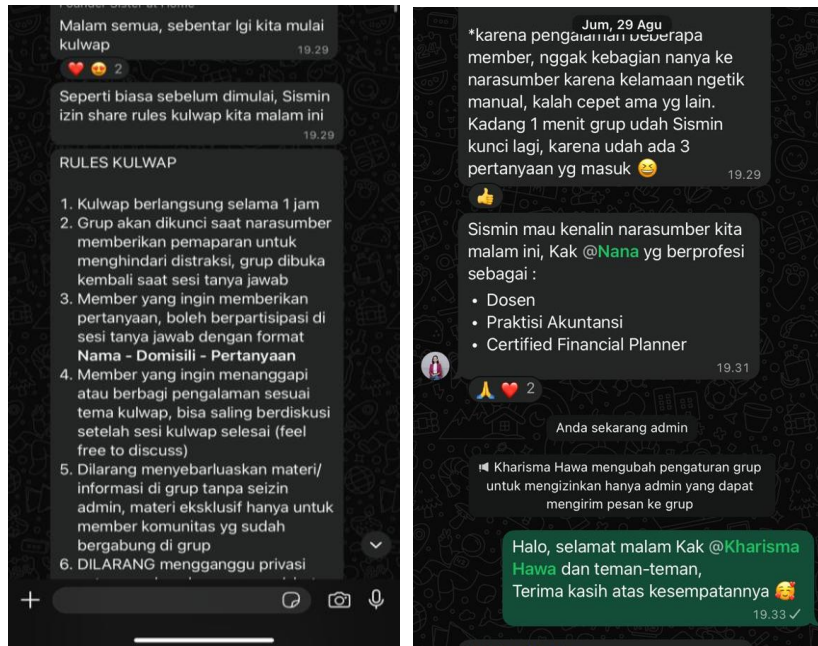 Malam semua, sebentar lgi kita mulai
kulwap
19.29
❤️ 😍 2
Seperti biasa sebelum dimulai, Sismin
izin share rules kulwap kita malam ini
19.29
RULES KULWAP
1. Kulwap berlangsung selama 1 jam
2. Grup akan dikunci saat narasumber
memberikan pemaparan untuk
menghindari distraksi, grup dibuka
kembali saat sesi tanya jawab
3. Member yang ingin memberikan
pertanyaan, boleh berpartisipasi di
sesi tanya jawab dengan format
Nama - Domisili - Pertanyaan
4. Member yang ingin menanggapi
atau berbagi pengalaman sesuai
tema kulwap, bisa saling berdiskusi
setelah sesi kulwap selesai (feel
free to discuss)
5. Dilarang menyebarluaskan materi/
informasi di grup tanpa seizin
admin, materi eksklusif hanya untuk
member komunitas yg sudah
bergabung di grup
6. DILARANG mengganggu privasi
Jum, 29 Agu
*karena pengalaman beberapa
member, nggak kebagian nanya ke
narasumber karena kelamaan ngetik
manual, kalah cepet ama yg lain.
Kadang 1 menit grup udah Sismin
kunci lagi, karena udah ada 3
pertanyaan yg masuk 😆
19.29
👍
Sismin mau kenalin narasumber kita
malam ini, Kak @Nana yg berprofesi
sebagai :
• Dosen
• Praktisi Akuntansi
• Certified Financial Planner
19.31
🙏 ❤️ 2
Anda sekarang admin
Kharisma Hawa mengubah pengaturan grup
untuk mengizinkan hanya admin yang dapat
mengirim pesan ke grup
Halo, selamat malam Kak @Kharisma
Hawa dan teman-teman,
Terima kasih atas kesempatannya 🥰
19.33